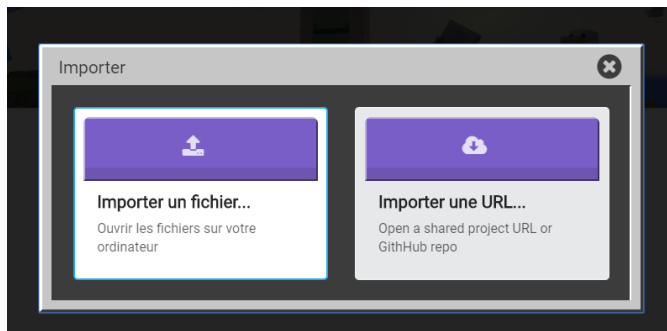 Importer
Importer un fichier...
Ouvrir les fichiers sur votre
ordinateur
Importer une URL...
Open a shared project URL or
GithHub repo